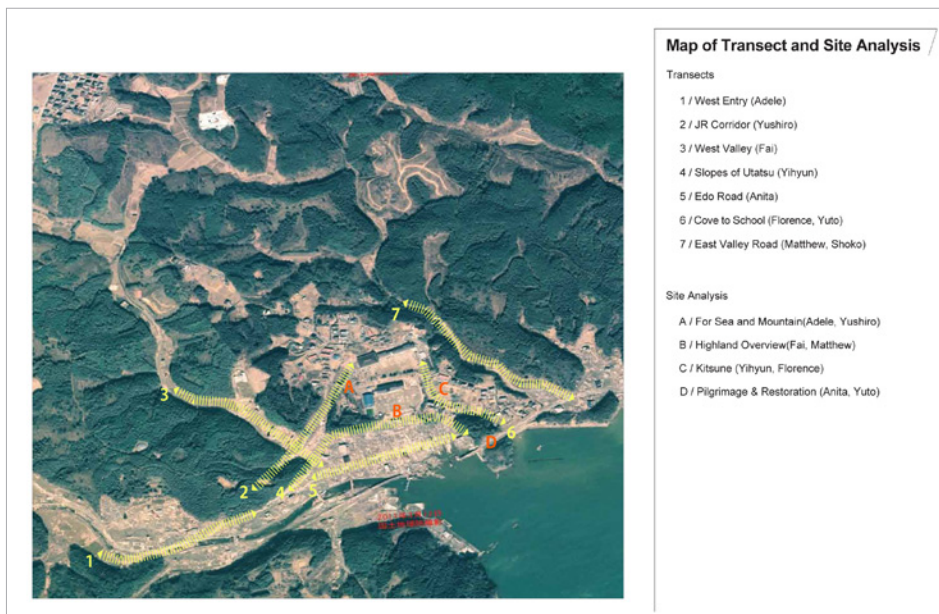 Map of Transect and Site Analysis
Transects
1 / West Entry (Adele)
2 / JR Corridor (Yushiro)
3 / West Valley (Fai)
4 / Slopes of Utatsu (Yihyun)
5 / Edo Road (Anita)
6 / Cove to School (Florence, Yuto)
7 / East Valley Road (Matthew, Shoko)
Site Analysis
A / For Sea and Mountain(Adele, Yushiro)
B / Highland Overview(Fai, Matthew)
C / Kitsune (Yihyun, Florence)
D / Pilgrimage & Restoration (Anita, Yuto)
7
A
C
3
B
6
D
2
4
5
1